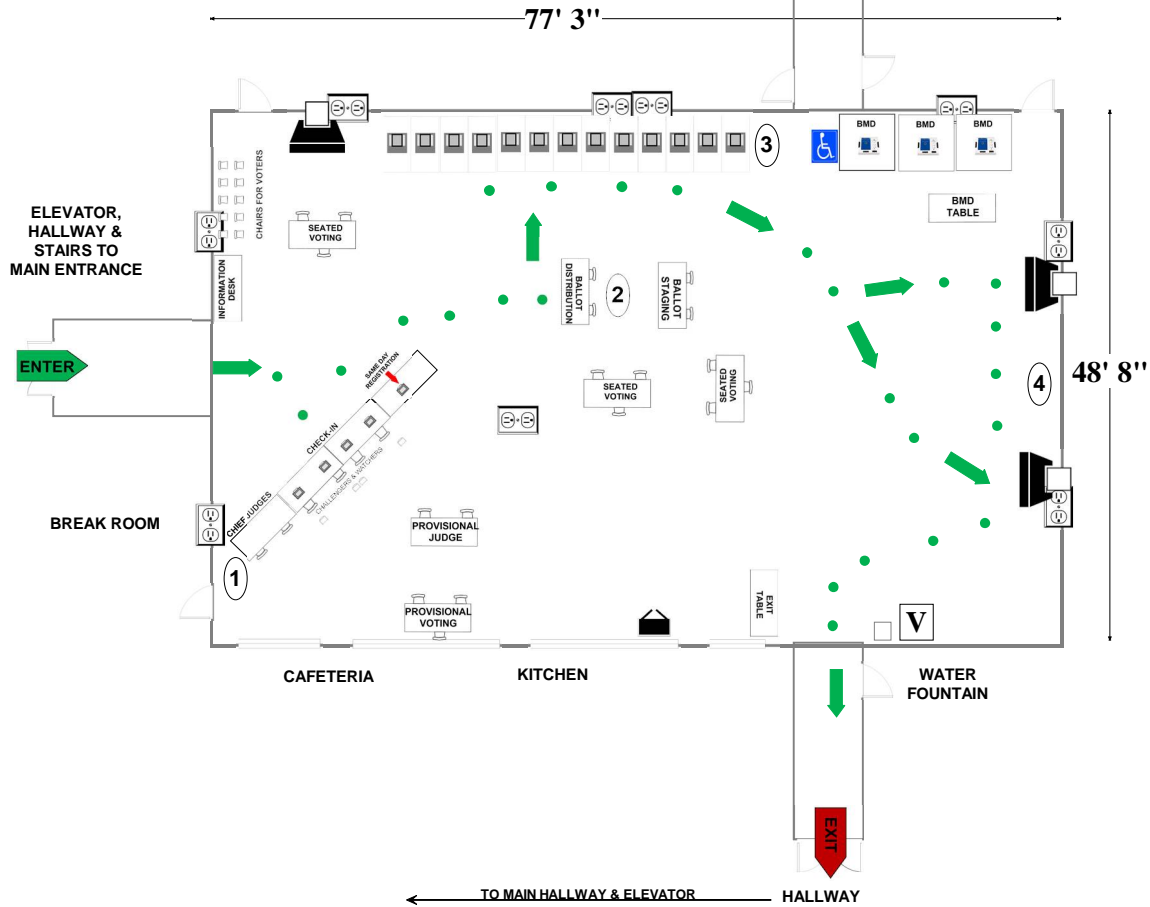 77' 3"
BMD
BMD
BMD
3
CHAIRS FOR VOTERS
BMD
TABLE
ELEVATOR,
HALLWAY &
STAIRS TO
MAIN ENTRANCE
SEATED
VOTING
INFORMATION
DESK
BALLOT
DISTRIBUTION
2
BALLOT
STAGING
ENTER
SAME DAY
REGISTRATION
SEATED
VOTING
SEATED
VOTING
4
48' 8"
CHECK-IN
CHALLENGERS & WATCHERS
CHIEF JUDGES
BREAK ROOM
PROVISIONAL
JUDGE
1
EXIT
TABLE
PROVISIONAL
VOTING
V
CAFETERIA
KITCHEN
WATER
FOUNTAIN
EXIT
TO MAIN HALLWAY & ELEVATOR
HALLWAY